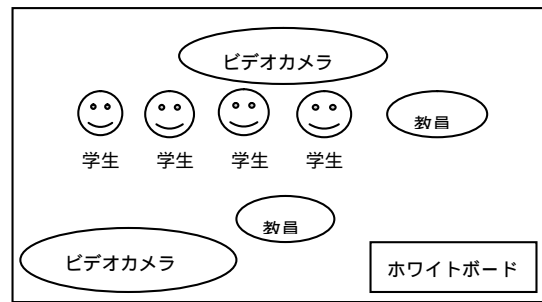 ビデオカメラ
教員
学生 学生 学生 学生
教員
ビデオカメラ
ホワイトボード